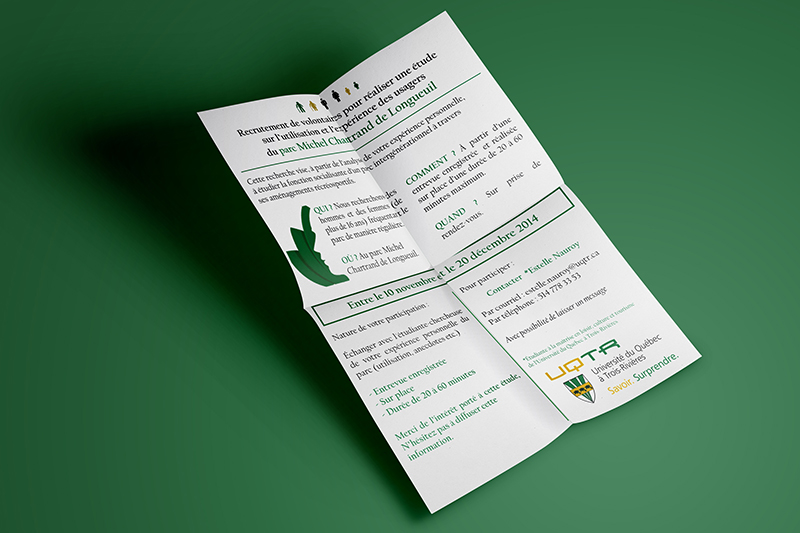 Recrutement de volontaires pour réaliser une étude
sur l'utilisation et l'expérience des usagers
du parc Michel Chartrand de Longueuil
Cette recherche vise, à partir de l'analyse de votre expérience personnelle,
à étudier la fonction socialisante d'un parc intergénérationnel à travers
ses aménagements récréosportifs.
QUI ? Nous recherchons des
hommes et des femmes (de
plus de 16 ans) fréquentant le
parc de manière régulière.
OÙ ? Au parc Michel
Chartrand de Longueuil.
COMMENT ? À partir d'une
entrevue enregistrée et réalisée
sur place d'une durée de 20 à 60
minutes maximum.
QUAND ? Sur prise de
rendez-vous.
Entre le 10 novembre et le 20 décembre 2014
Nature de votre participation :
Échanger avec l'étudiante-chercheuse
de votre expérience personnelle du
parc (utilisation, anecdotes etc.)
- Entrevue enregistrée
- Sur place
- Durée de 20 à 60 minutes
Merci de l'intérêt porté à cette étude,
N'hésitez pas à diffuser cette
information.
Pour participer :
Contacter *Estelle Nauroy
Par courriel : estelle.nauroy@uqtr.ca
Par téléphone : 514 778 33 53
Avec possibilité de laisser un message
*Étudiante à la maîtrise en loisir, culture et tourisme
de l'Université du Québec à Trois-Rivières
UQTR
Université du Québec
à Trois-Rivières
Savoir. Surprendre.